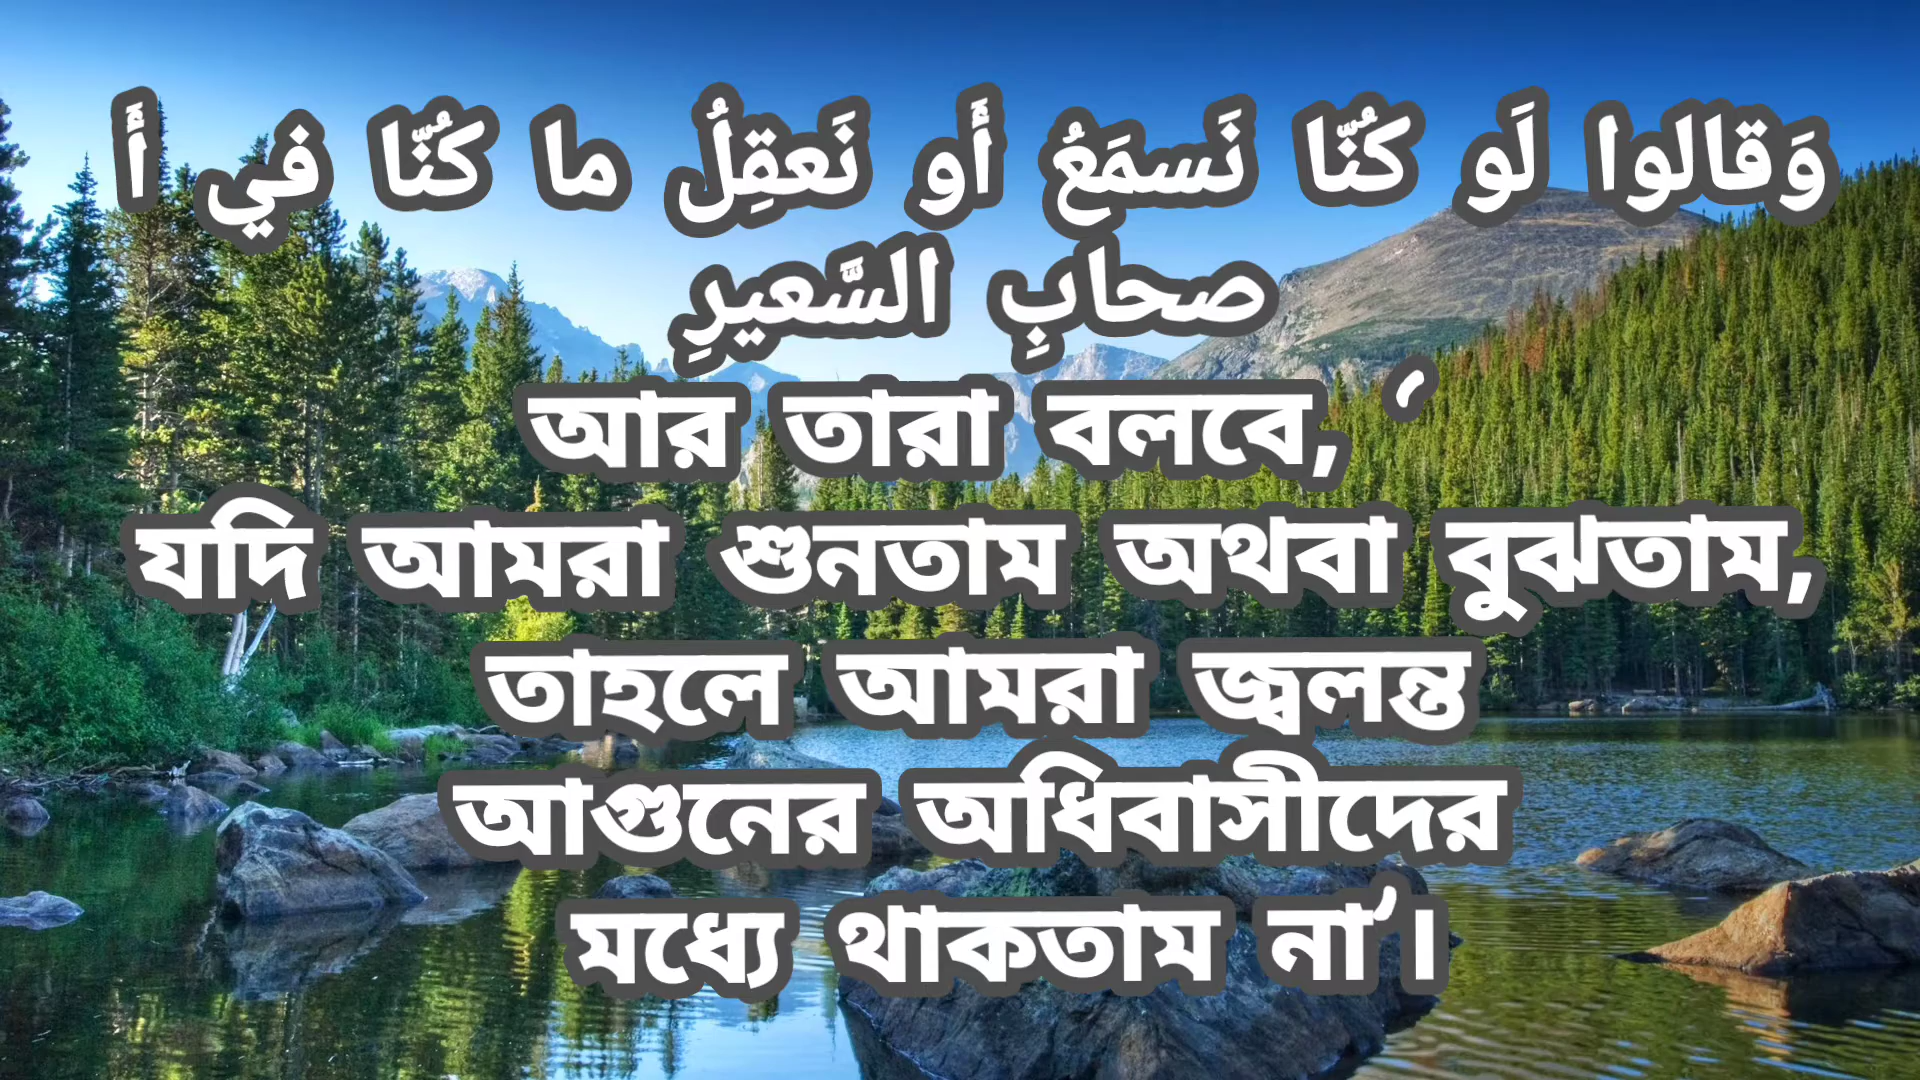 وَقالوا لَو كُنّا نَسمَعُ أَو نَعقِلُ ما كُنّا في أَ
صحابِ السَّعيرِ
আর তারা বলবে, ‘
যদি আমরা শুনতাম অথবা বুঝতাম,
তাহলে আমরা জ্বলন্ত
আগুনের অধিবাসীদের
মধ্যে থাকতাম না’।